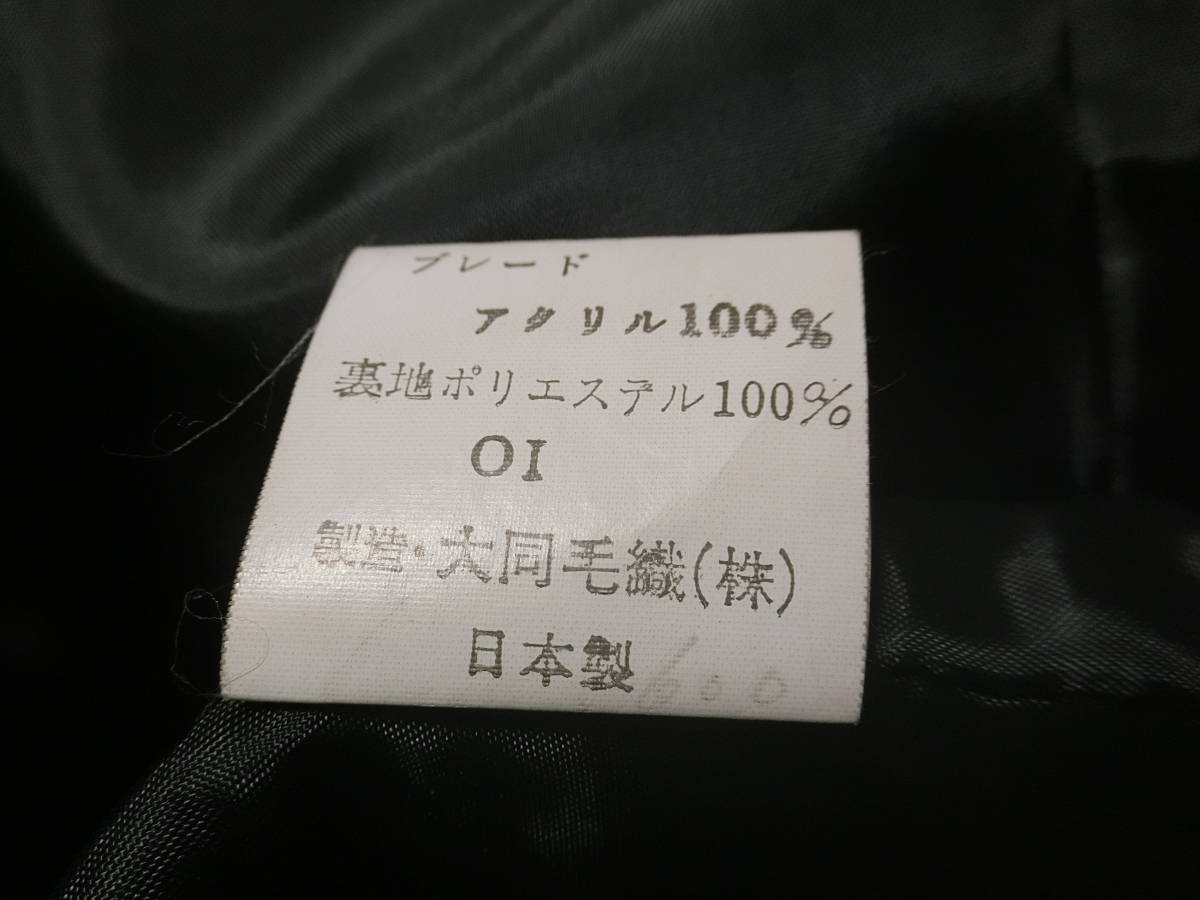 ブレード
アクリル100%
裏地ポリエステル100%
OI
製造・大同毛織(株)
日本製